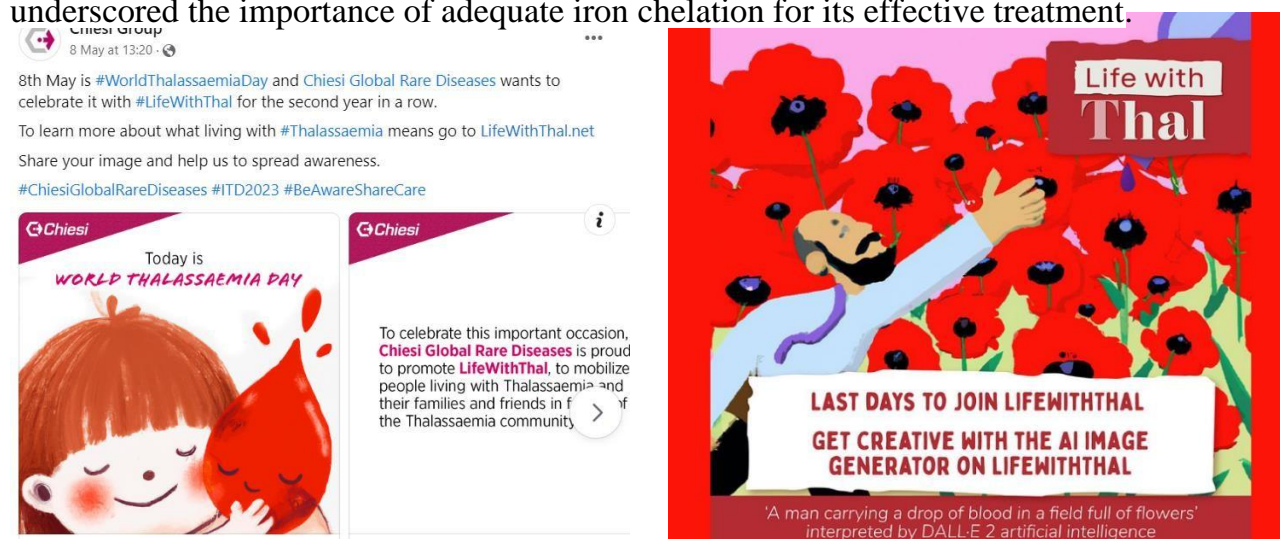 underscored the importance of adequate iron chelation for its effective treatment.
Chiesi Group
8 May at 13:20 ·
8th May is #WorldThalassaemiaDay and Chiesi Global Rare Diseases wants to
celebrate it with #LifeWithThal for the second year in a row.
To learn more about what living with #Thalassaemia means go to LifeWithThal.net
Share your image and help us to spread awareness.
#ChiesiGlobalRareDiseases #ITD2023 #BeAwareShareCare
Chiesi
Today is
WORLD THALASSAEMIA DAY
Chiesi
To celebrate this important occasion,
Chiesi Global Rare Diseases is proud
to promote LifeWithThal, to mobilize
people living with Thalassaemia and
their families and friends in
the Thalassaemia community
Life with
Thal
LAST DAYS TO JOIN LIFEWITHTHAL
GET CREATIVE WITH THE AI IMAGE
GENERATOR ON LIFEWITHTHAL
'A man carrying a drop of blood in a field full of flowers'
interpreted by DALL·E 2 artificial intelligence